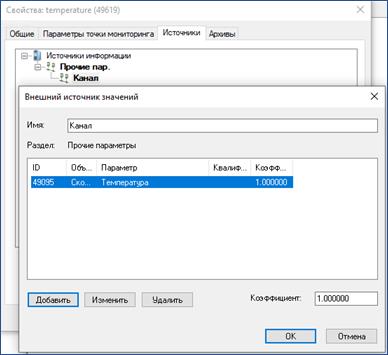 Свойства: temperature (49619)
Общие Параметры точки мониторинга Источники Архивы
Источники информации
Прочие пар.
Канал
Внешний источник значений
Имя: Канал
Раздел: Прочие параметры
ID Объ... Параметр Квалиф... Коэфф...
49095 Ско... Температура 1.000000
Добавить Изменить Удалить Коэффициент: 1.000000
ОК Отмена